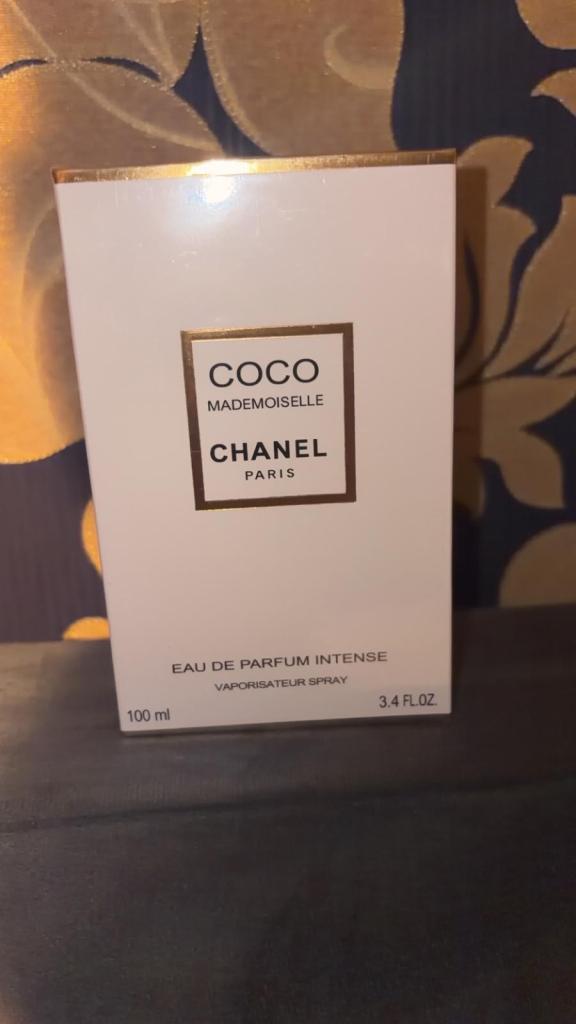 COCO
MADEMOISELLE
CHANEL
PARIS
EAU DE PARFUM INTENSE
VAPORISATEUR SPRAY
100 ml
3.4 FL.OZ.